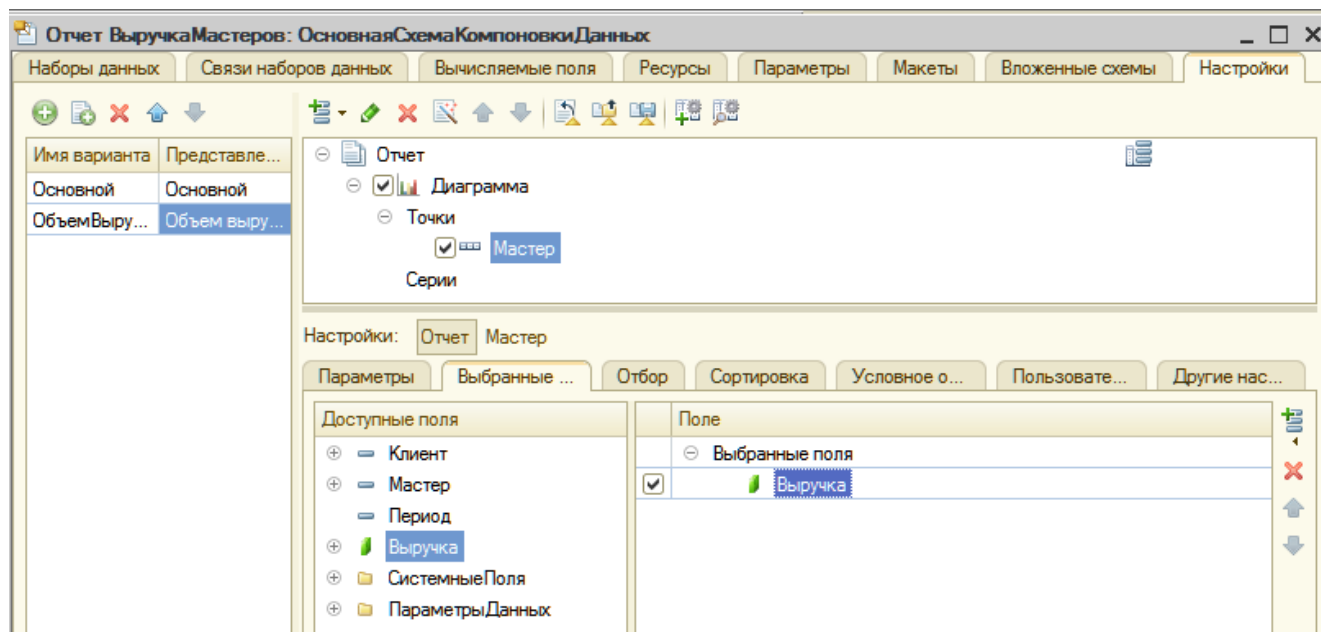 Отчет ВыручкаМастеров: ОсновнаяСхемаКомпоновкиДанных
Наборы данных Связи наборов данных Вычисляемые поля Ресурсы Параметры Макеты Вложенные схемы Настройки
Имя варианта Представле...
Основной Основной
ОбъемВыру... Объем выру...
Отчет
Диаграмма
Точки
Мастер
Серии
Настройки: Отчет Мастер
Параметры Выбранные ... Отбор Сортировка Условное о... Пользовате... Другие нас...
Доступные поля
Клиент
Мастер
Период
Выручка
СистемныеПоля
ПараметрыДанных
Поле
Выбранные поля
Выручка